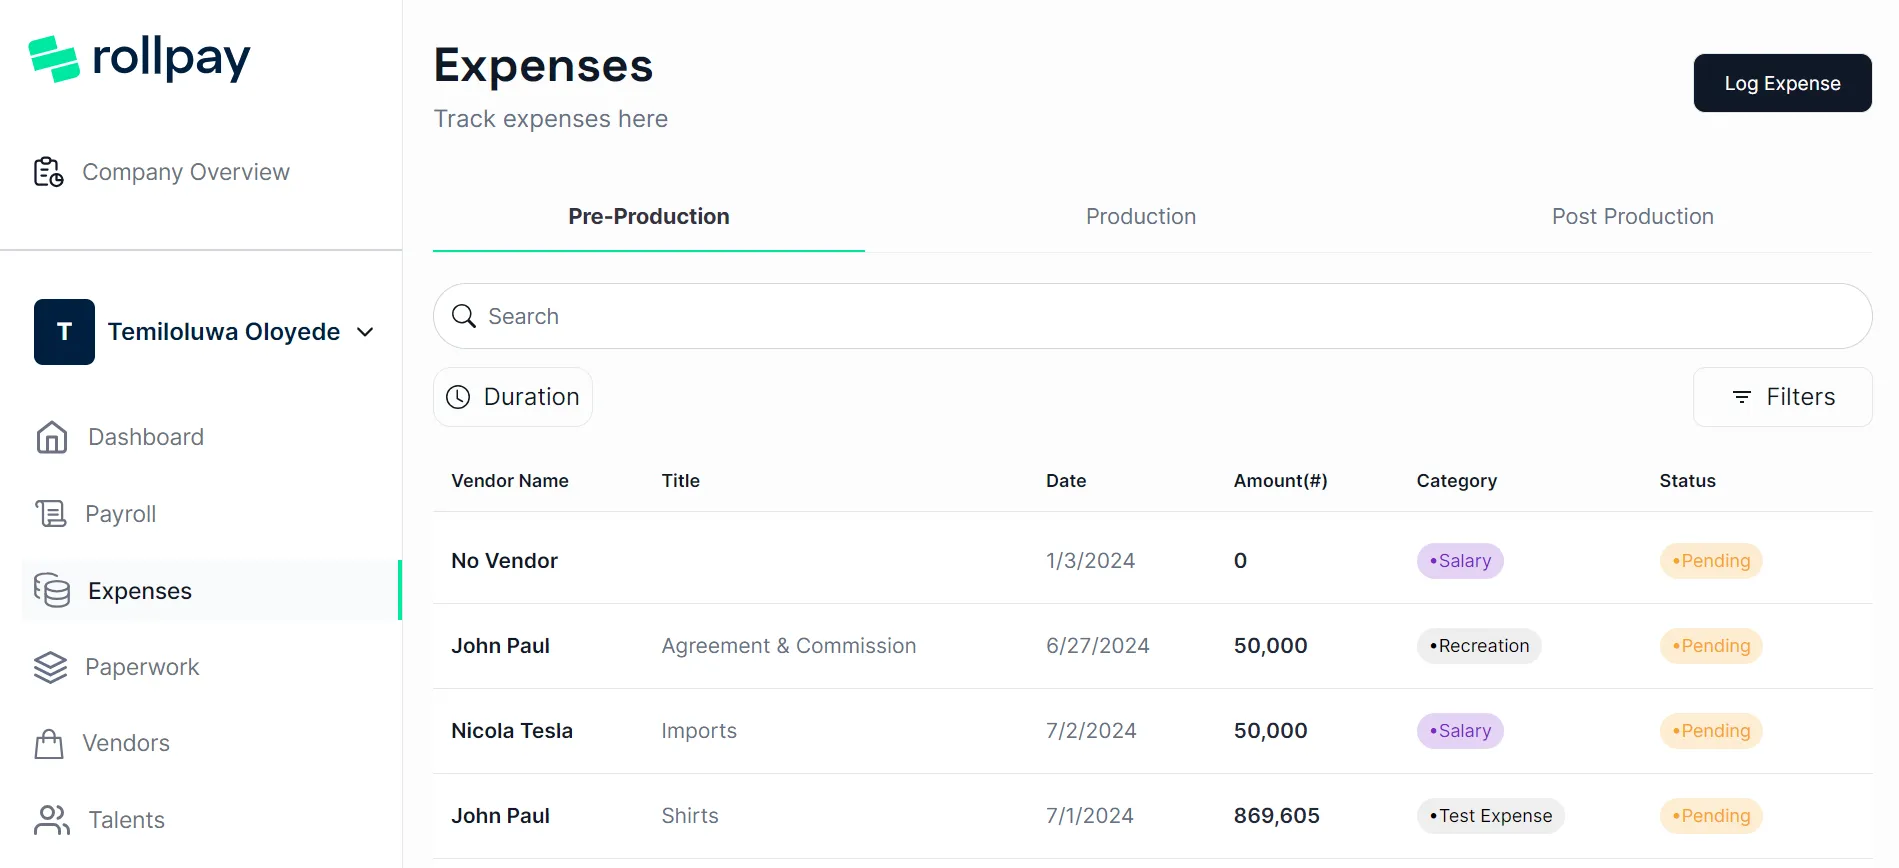 rollpay
Company Overview
T Temiloluwa Oloyede
Dashboard
Payroll
Expenses
Paperwork
Vendors
Talents
Expenses
Track expenses here
Log Expense
Pre-Production Production Post Production
Search
Duration Filters
Vendor Name Title Date Amount(#) Category Status
No Vendor 1/3/2024 0 •Salary •Pending
John Paul Agreement & Commission 6/27/2024 50,000 •Recreation •Pending
Nicola Tesla Imports 7/2/2024 50,000 •Salary •Pending
John Paul Shirts 7/1/2024 869,605 •Test Expense •Pending